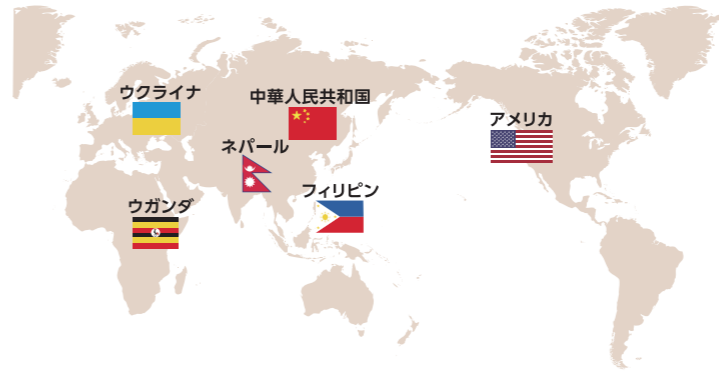 ウクライナ
中華人民共和国
アメリカ
ネパール
フィリピン
ウガンダ